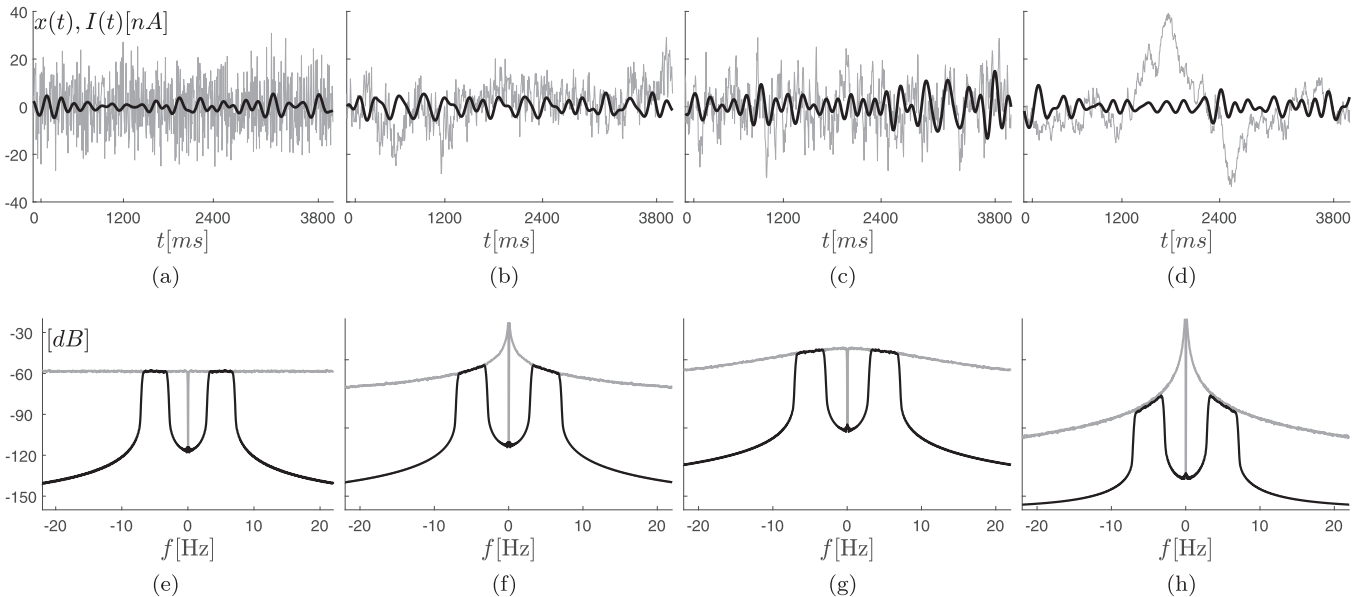 x(t), I(t)[nA]
40
20
0
-20
-40
0 1200 2400 3800
0 1200 2400 3800
0 1200 2400 3800
0 1200 2400 3800
t[ms] t[ms] t[ms] t[ms]
(a) (b) (c) (d)
[dB]
-30
-60
-90
-120
-150
-20 -10 0 10 20
-20 -10 0 10 20
-20 -10 0 10 20
-20 -10 0 10 20
f[Hz] f[Hz] f[Hz] f[Hz]
(e) (f) (g) (h)